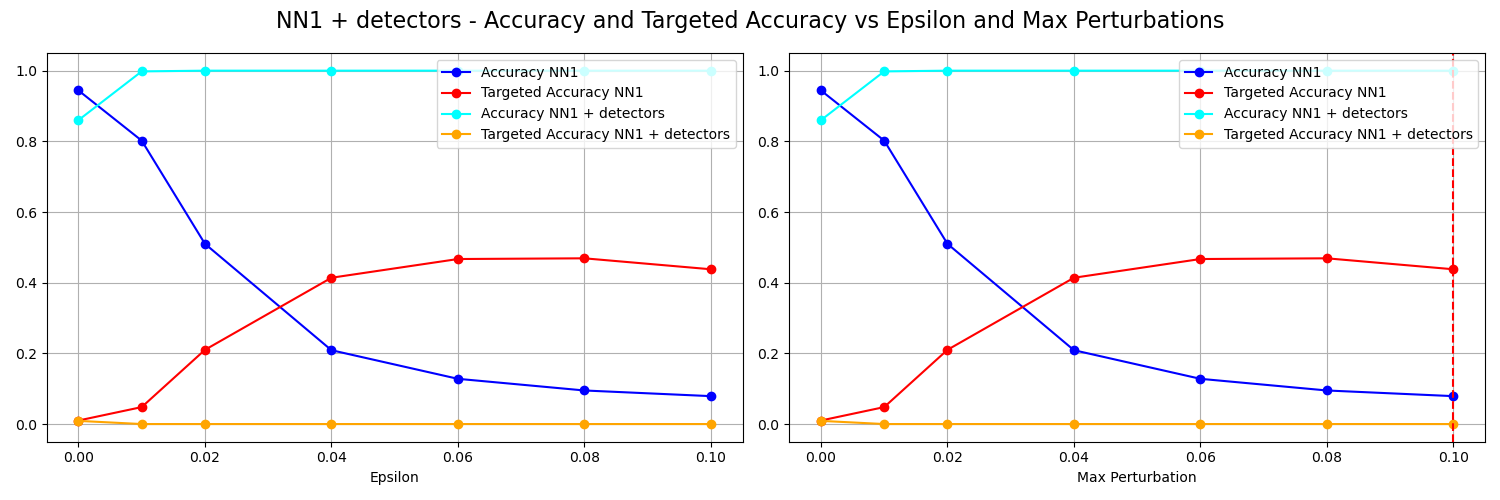 NN1 + detectors - Accuracy and Targeted Accuracy vs Epsilon and Max Perturbations
1.0
0.8
0.6
0.4
0.2
0.0
Accuracy NN1
Targeted Accuracy NN1
Accuracy NN1 + detectors
Targeted Accuracy NN1 + detectors
0.00 0.02 0.04 0.06 0.08 0.10
Epsilon
1.0
0.8
0.6
0.4
0.2
0.0
Accuracy NN1
Targeted Accuracy NN1
Accuracy NN1 + detectors
Targeted Accuracy NN1 + detectors
0.00 0.02 0.04 0.06 0.08 0.10
Max Perturbation